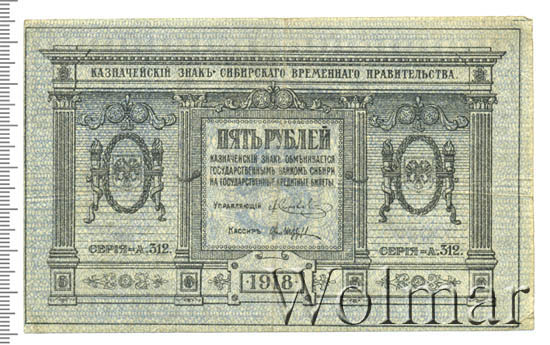 КАЗНАЧЕЙСКІЙ ЗНАКЪ СИБИРСКАГО ВРЕМЕННАГО ПРАВИТЕЛЬСТВА.
ПЯТЬ РУБЛЕЙ
КАЗНАЧЕЙСКІЙ ЗНАКЪ ОБМѢНИВАЕТСЯ
ГОСУДАРСТВЕННЫМЪ БАНКОМЪ СИБИРИ
НА ГОСУДАРСТВЕННЫЕ КРЕДИТНЫЕ БИЛЕТЫ.
УПРАВЛЯЮЩІЙ
КАССИРЪ
СЕРІЯ=А.312.
СЕРІЯ=А.312.
1918
Wolmar